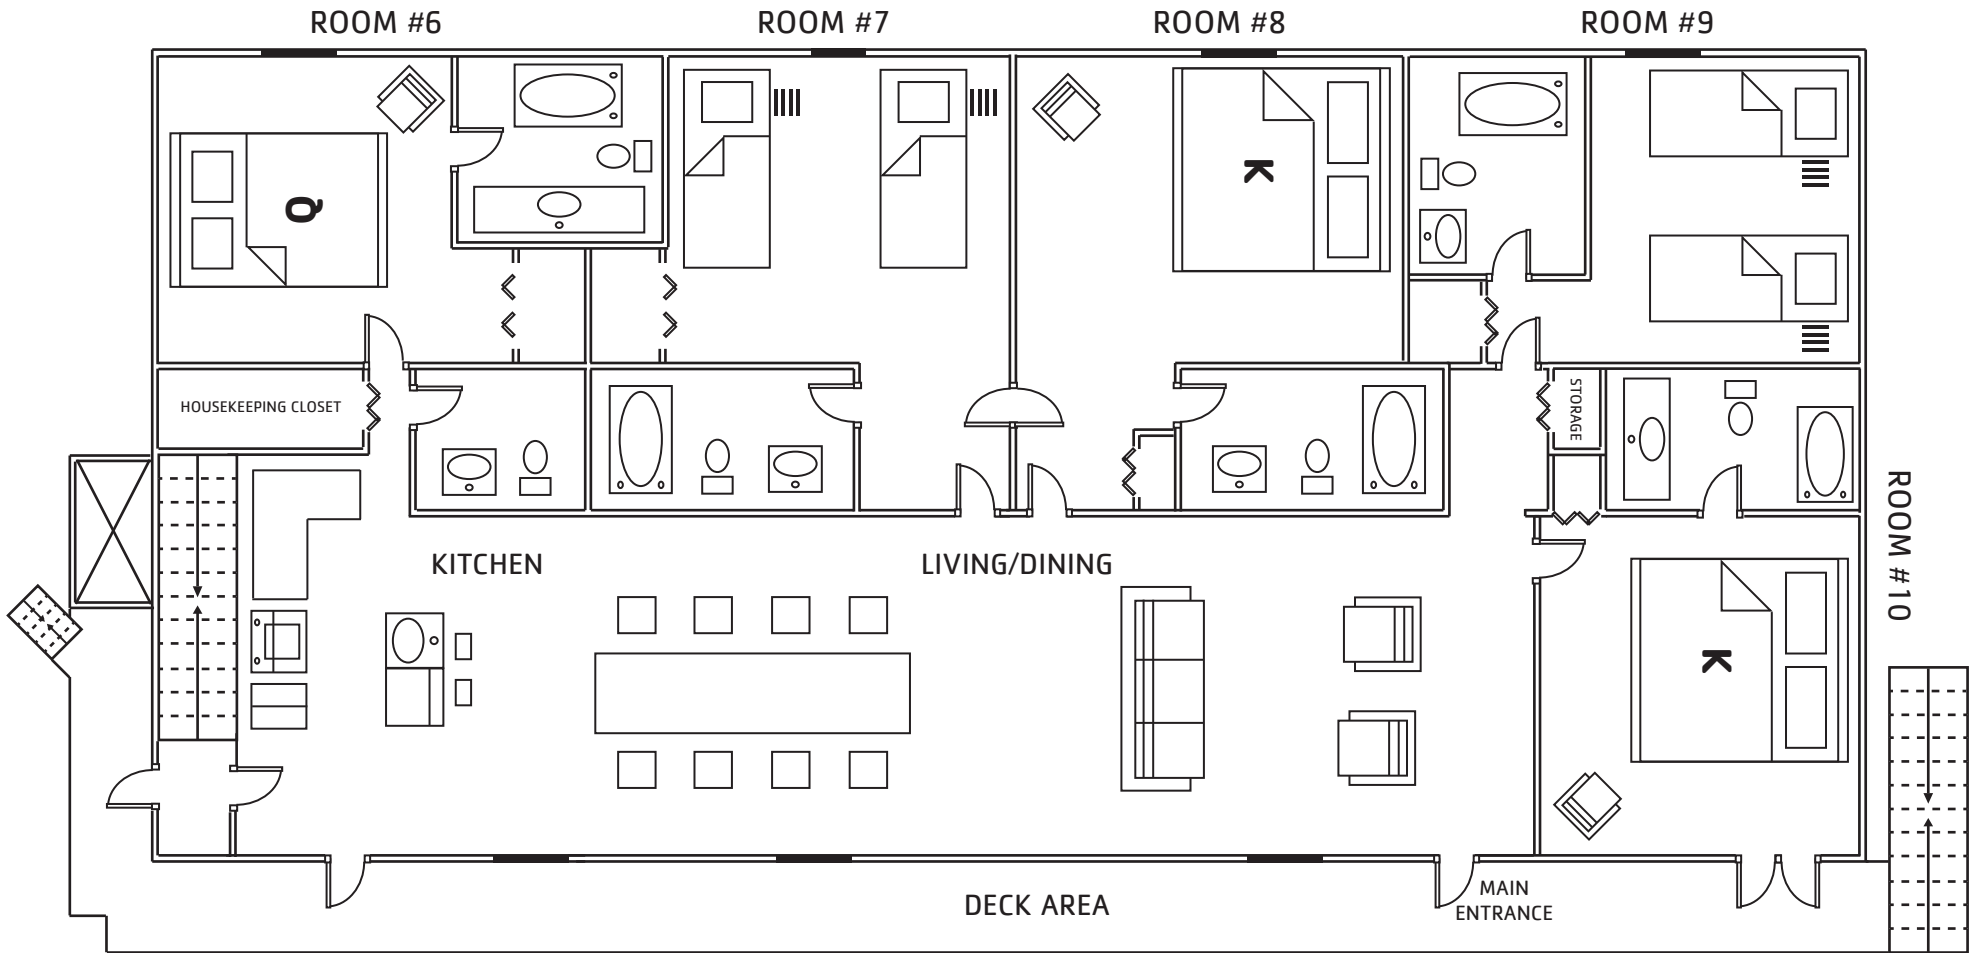 ROOM #6
ROOM #7
ROOM #8
ROOM #9
Q
K
HOUSEKEEPING CLOSET
STORAGE
ROOM #10
KITCHEN
LIVING/DINING
K
DECK AREA
MAIN
ENTRANCE